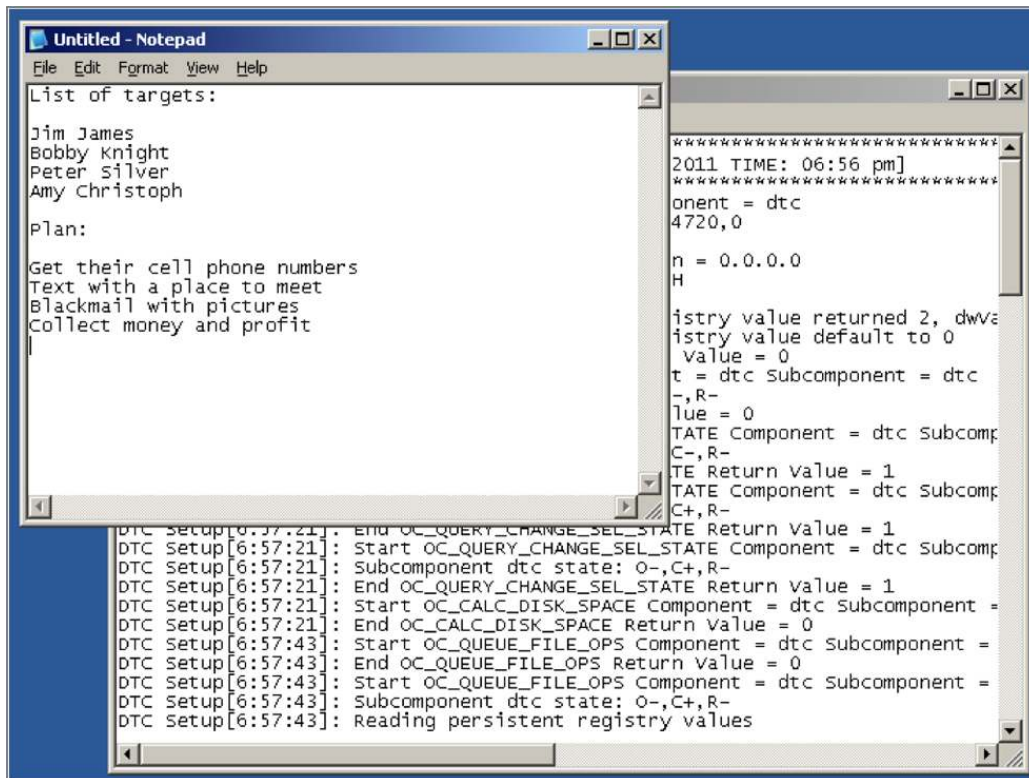 Untitled - Notepad
File Edit Format View Help
List of targets:
Jim James
Bobby Knight
Peter Silver
Amy Christoph
Plan:
Get their cell phone numbers
Text with a place to meet
Blackmail with pictures
Collect money and profit
******************************
2011 TIME: 06:56 pm]
******************************
onent = dtc
4720,0
n = 0.0.0.0
H
istry value returned 2, dwVa
istry value default to 0
Value = 0
t = dtc Subcomponent = dtc
-,R-
lue = 0
TATE Component = dtc Subcomp
C-,R-
TE Return Value = 1
TATE Component = dtc Subcomp
C+,R-
DTC Setup[6:57:21]: End OC_QUERY_CHANGE_SEL_STATE Return Value = 1
DTC Setup[6:57:21]: Start OC_QUERY_CHANGE_SEL_STATE Component = dtc Subcomp
DTC Setup[6:57:21]: Subcomponent dtc state: O-,C+,R-
DTC Setup[6:57:21]: End OC_QUERY_CHANGE_SEL_STATE Return Value = 1
DTC Setup[6:57:21]: Start OC_CALC_DISK_SPACE Component = dtc Subcomponent =
DTC Setup[6:57:21]: End OC_CALC_DISK_SPACE Return Value = 0
DTC Setup[6:57:43]: Start OC_QUEUE_FILE_OPS Component = dtc Subcomponent =
DTC Setup[6:57:43]: End OC_QUEUE_FILE_OPS Return Value = 0
DTC Setup[6:57:43]: Start OC_QUEUE_FILE_OPS Component = dtc Subcomponent =
DTC Setup[6:57:43]: Subcomponent dtc state: O-,C+,R-
DTC Setup[6:57:43]: Reading persistent registry values